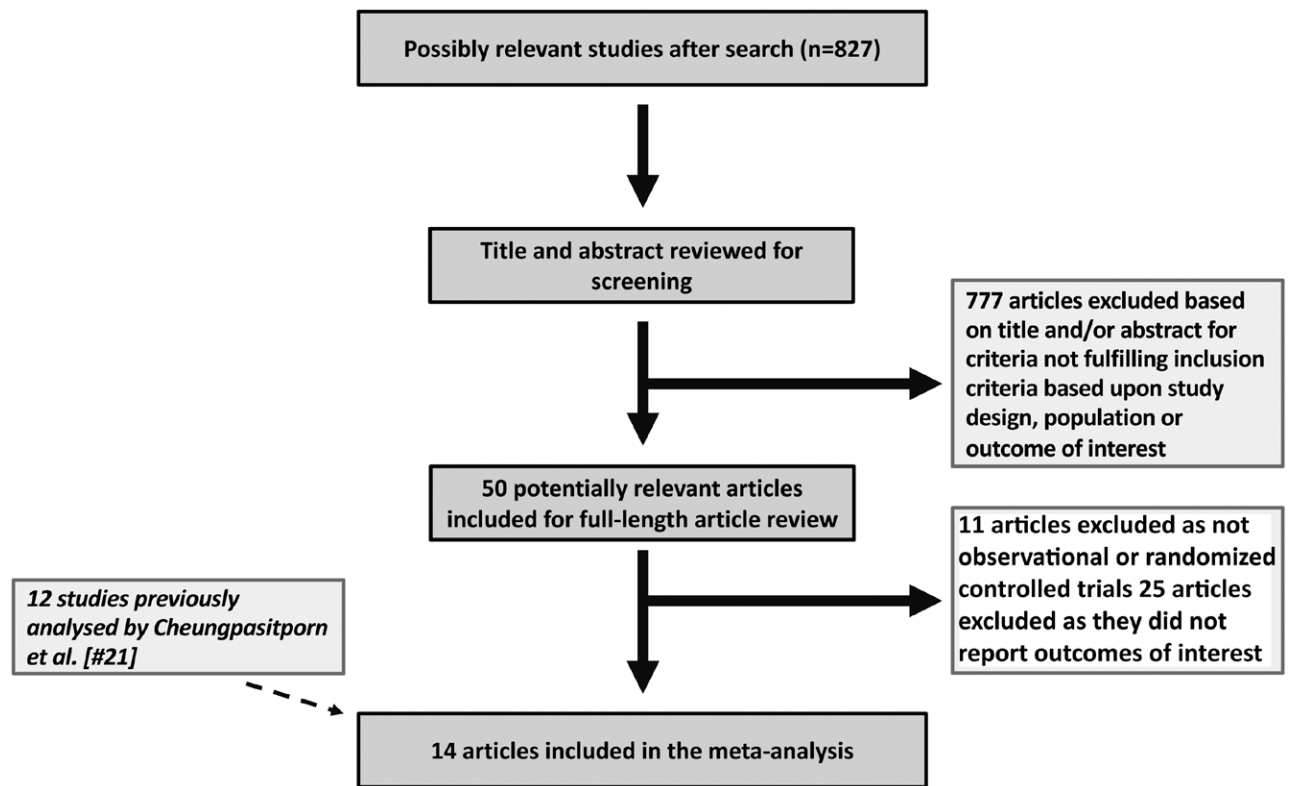 Possibly relevant studies after search (n=827)
Title and abstract reviewed for
screening
777 articles excluded based
on title and/or abstract for
criteria not fulfilling inclusion
criteria based upon study
design, population or
outcome of interest
50 potentially relevant articles
included for full-length article review
11 articles excluded as not
observational or randomized
controlled trials 25 articles
excluded as they did not
report outcomes of interest
12 studies previously
analysed by Cheungpasitporn
et al. [#21]
14 articles included in the meta-analysis